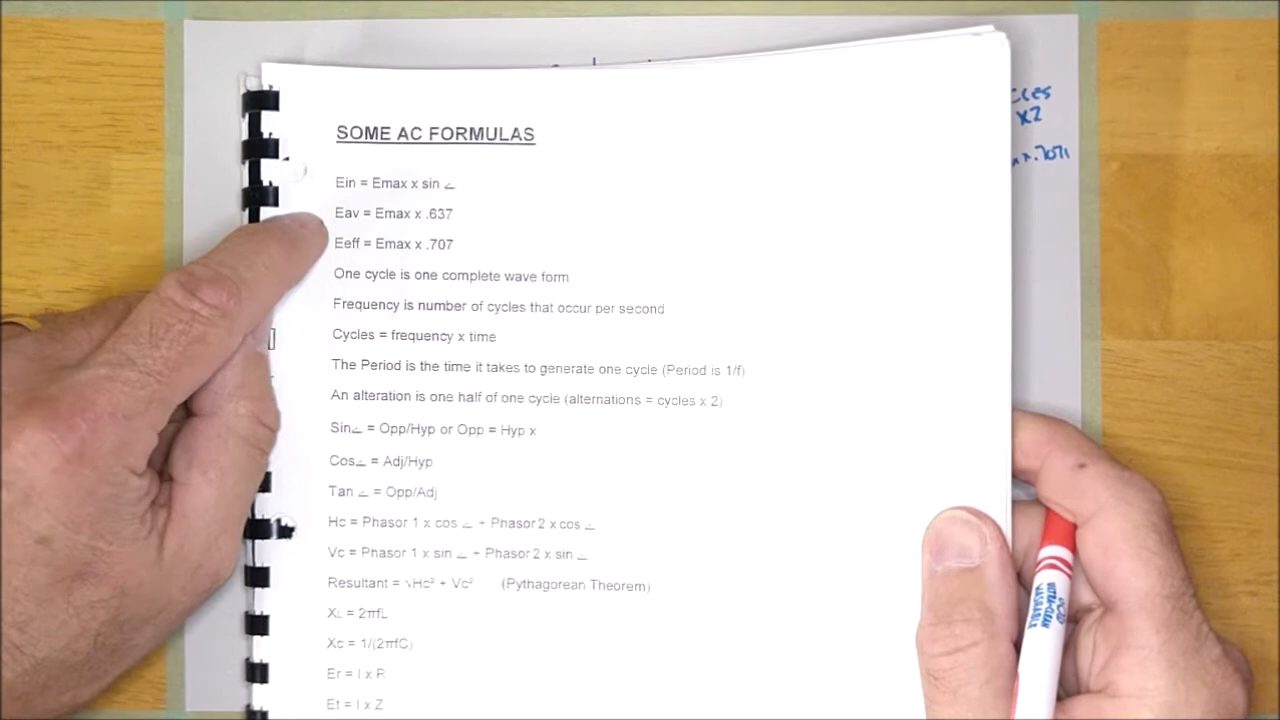 cles
x2
x .7071
SOME AC FORMULAS
Ein = Emax x sin ∠
Eav = Emax x .637
Eeff = Emax x .707
One cycle is one complete wave form
Frequency is number of cycles that occur per second
Cycles = frequency x time
The Period is the time it takes to generate one cycle (Period is 1/f)
An alteration is one half of one cycle (alternations = cycles x 2)
Sin∠ = Opp/Hyp or Opp = Hyp x
Cos∠ = Adj/Hyp
Tan ∠ = Opp/Adj
Hc = Phasor 1 x cos ∠ + Phasor 2 x cos ∠
Vc = Phasor 1 x sin ∠ + Phasor 2 x sin ∠
Resultant = √Hc² + Vc² (Pythagorean Theorem)
XL = 2πfL
Xc = 1/(2πfC)
Er = I x R
Et = I x Z
ULTRA-CLEAN
WASHABLE